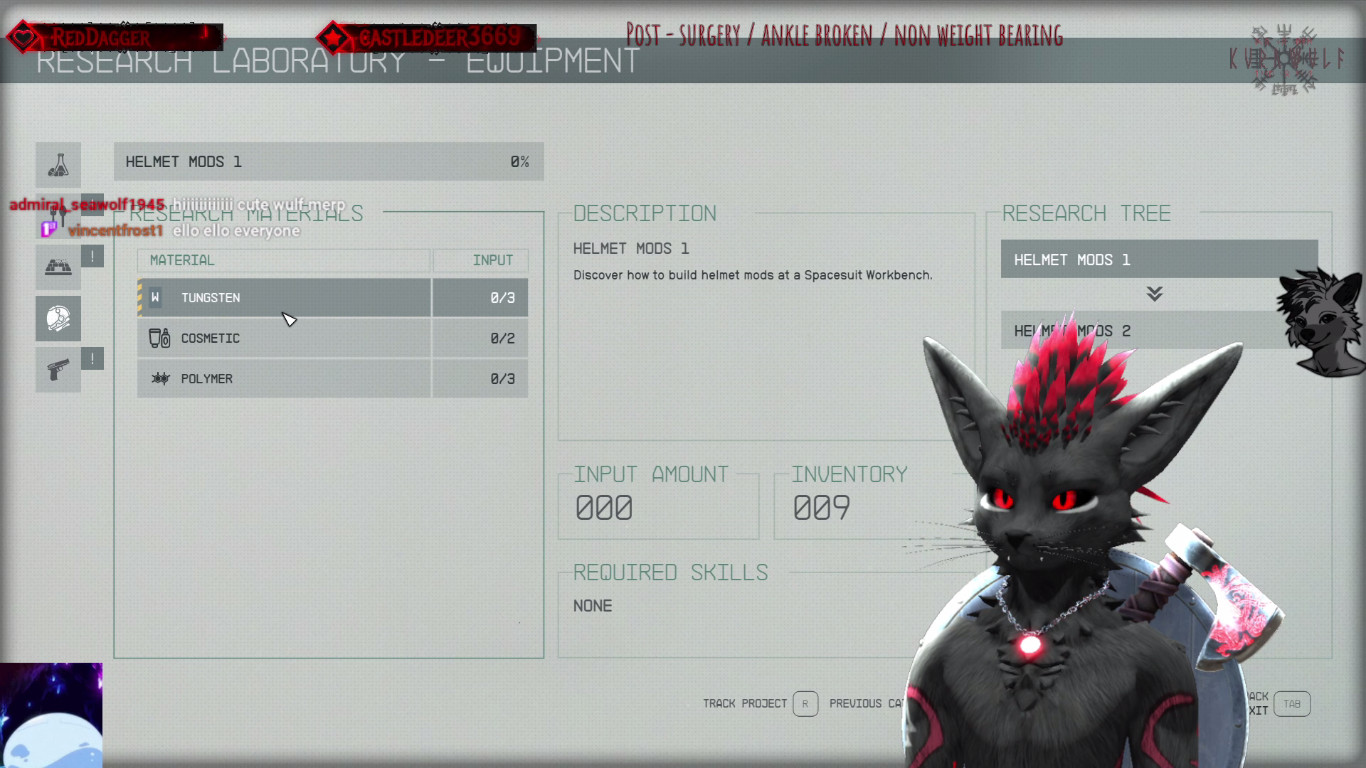 REDDAGGER
CASTLEDEER3669
POST - SURGERY / ANKLE BROKEN / NON WEIGHT BEARING
RESEARCH LABORATORY - EQUIPMENT
HELMET MODS 1
0%
admiral_seawolf1945 hiiiiiiiiiiii cute wulf-merp
RESEARCH MATERIALS
vincentfrost1 ello ello everyone
MATERIAL
INPUT
W
TUNGSTEN
0/3
COSMETIC
0/2
POLYMER
0/3
!
!
DESCRIPTION
HELMET MODS 1
Discover how to build helmet mods at a Spacesuit Workbench.
INPUT AMOUNT
000
INVENTORY
009
REQUIRED SKILLS
NONE
RESEARCH TREE
HELMET MODS 1
HELMET MODS 2
TRACK PROJECT
R
PREVIOUS CA
ACK
XIT
TAB